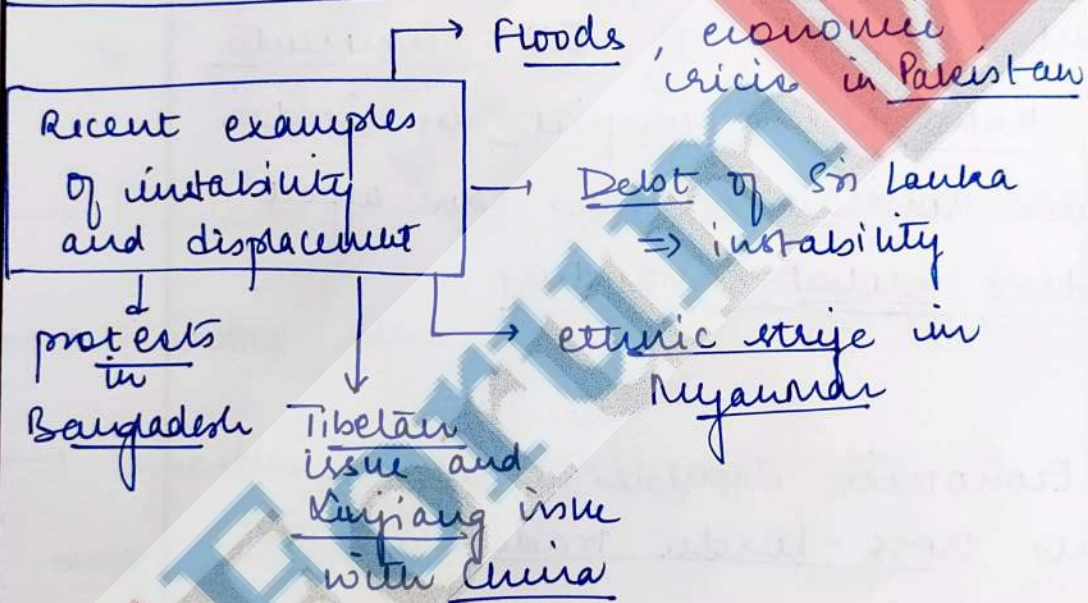 Recent examples
of instability
and displacement
Floods, economic
crisis in Pakistan
Debt of Sri Lanka
=> instability
ethnic strife in
Myanmar
Tibetan
issue and
Xinjiang issue
with China
protests
in
Bangladesh
Forum